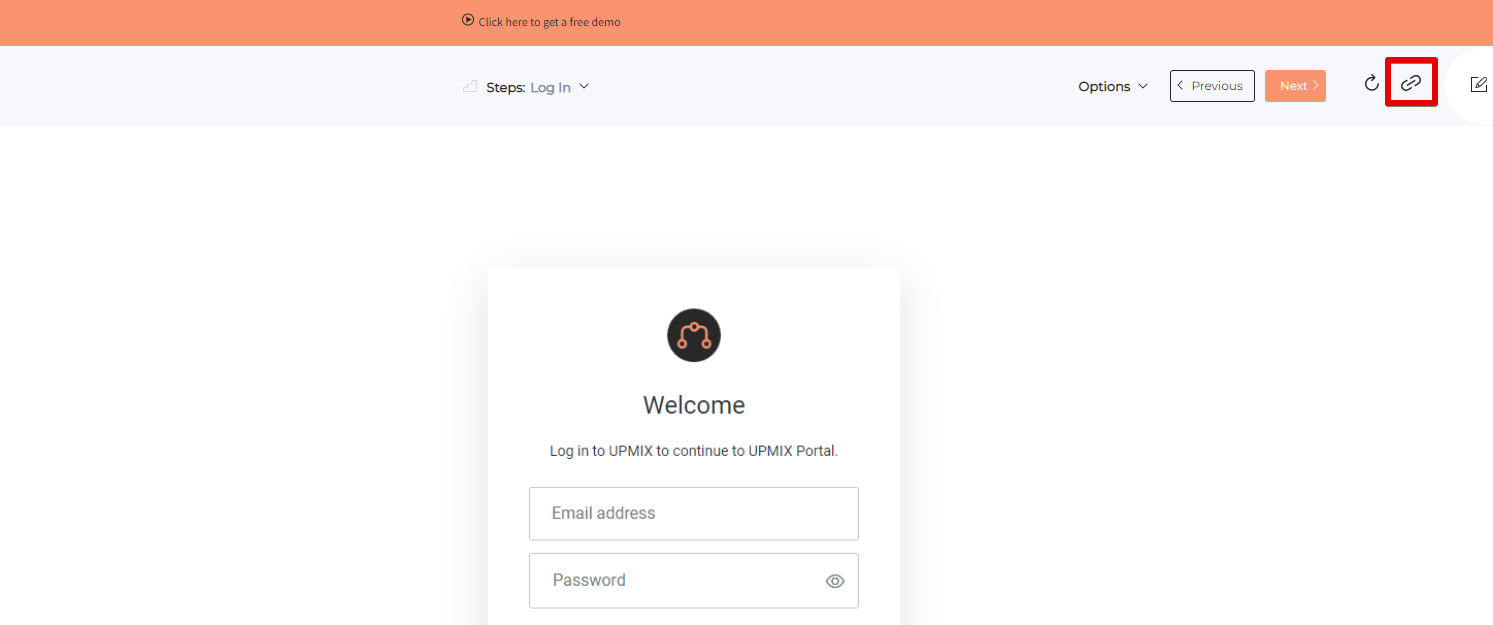 Click here to get a free demo
Steps: Log In
Options
Previous
Next
Welcome
Log in to UPMIX to continue to UPMIX Portal.
Email address
Password